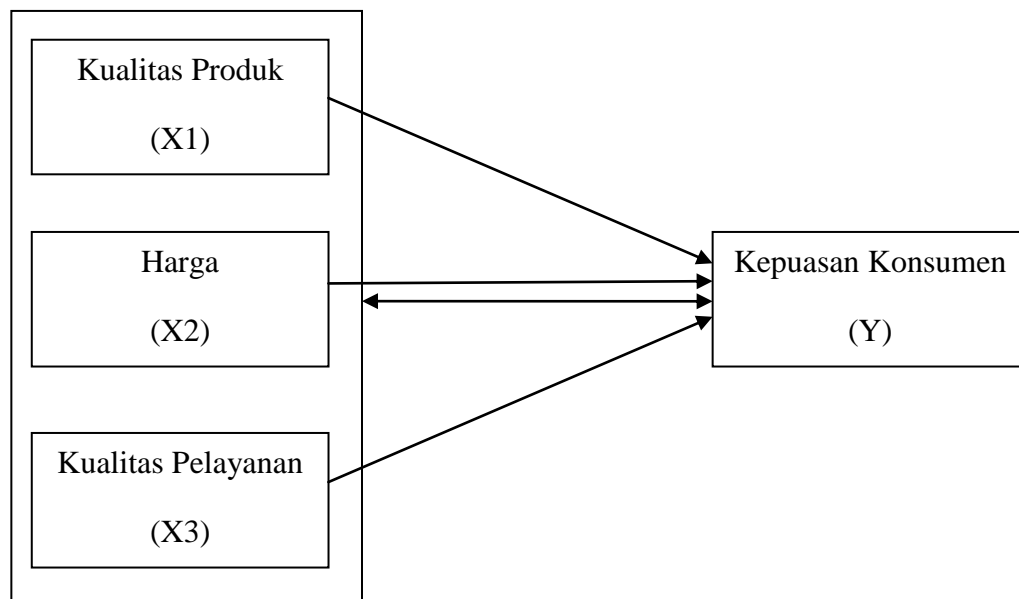 Kualitas Produk
(X1)
Harga
(X2)
Kualitas Pelayanan
(X3)
Kepuasan Konsumen
(Y)